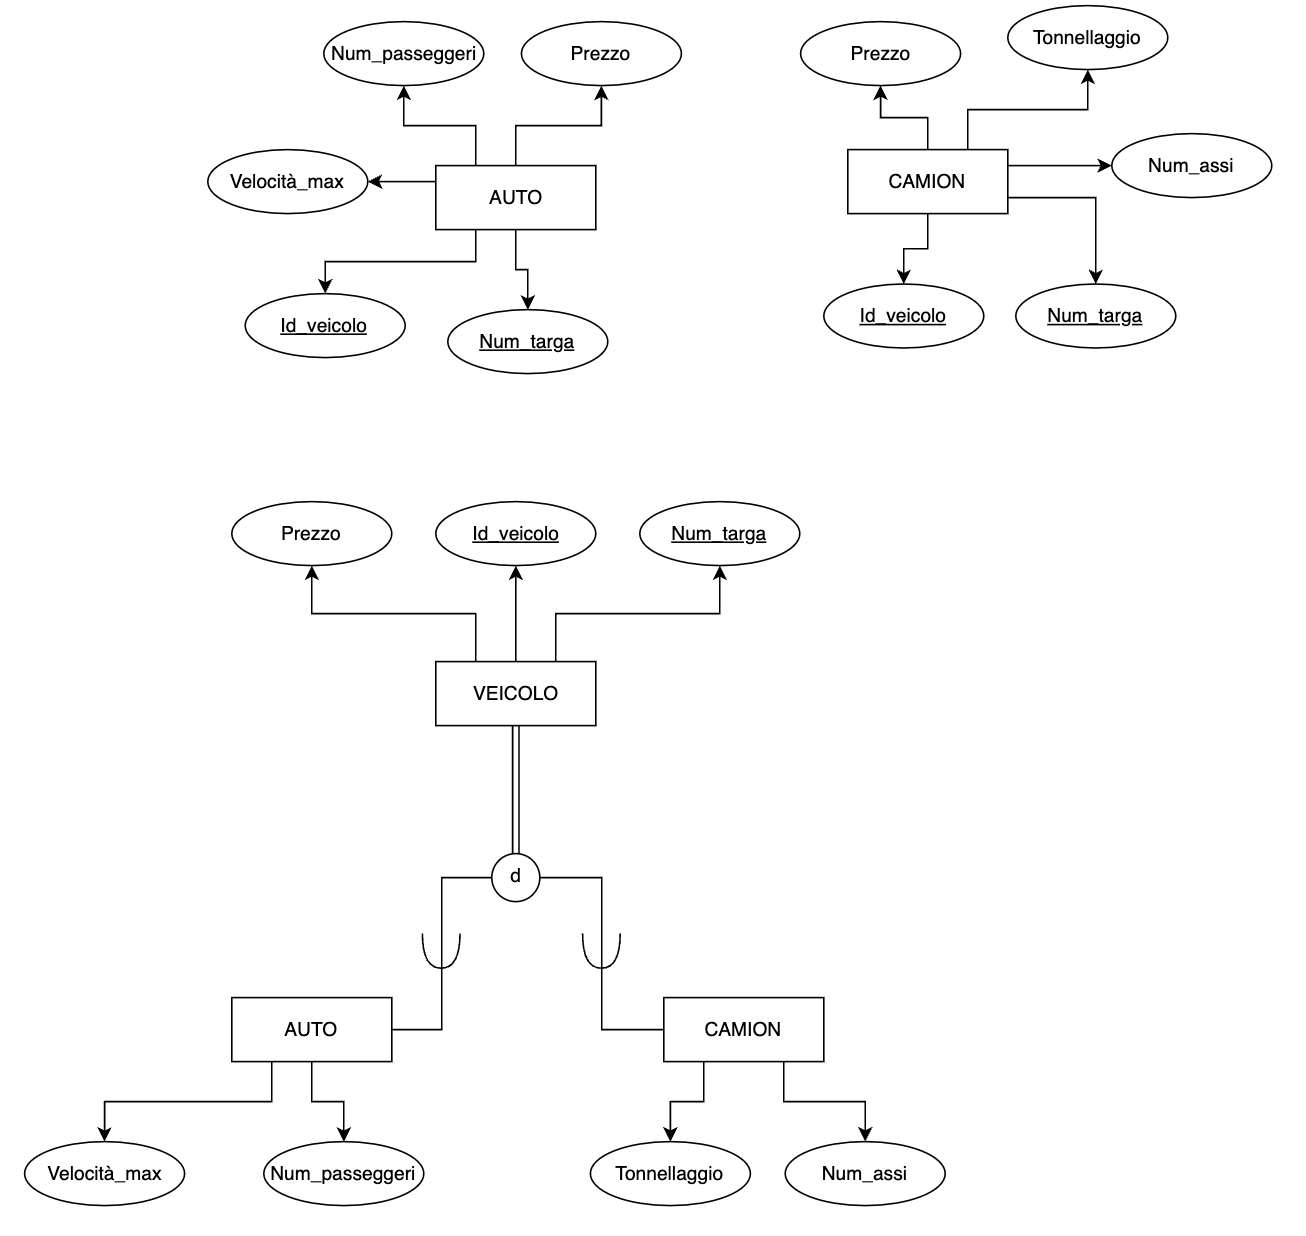 Num_passeggeri
Prezzo
Velocità_max
AUTO
Id_veicolo
Num_targa
Prezzo
Tonnellaggio
CAMION
Num_assi
Id_veicolo
Num_targa
Prezzo
Id_veicolo
Num_targa
VEICOLO
d
AUTO
CAMION
Velocità_max
Num_passeggeri
Tonnellaggio
Num_assi